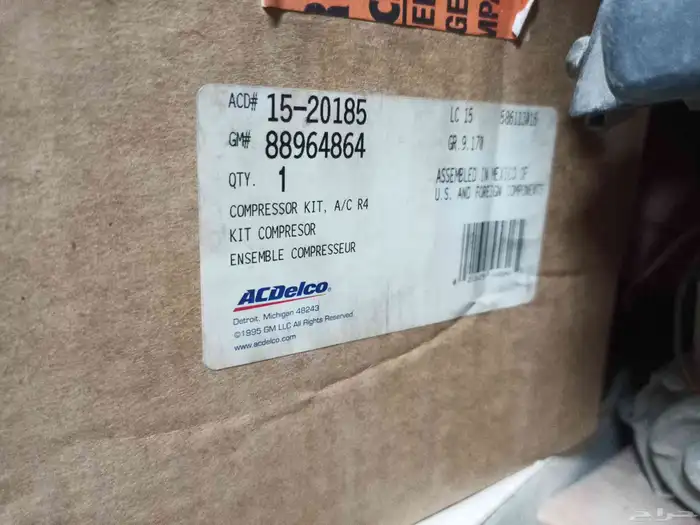 ACD# 15-20185
GM# 88964864
QTY. 1
COMPRESSOR KIT, A/C R4
KIT COMPRESOR
ENSEMBLE COMPRESSEUR
ACDelco
Detroit, Michigan 48243
©1995 GM LLC All Rights Reserved
www.acdelco.com
LC 15
GR.9.170
ASSEMBLED IN MEXICO OF
U.S. AND FOREIGN COMPONENTS
حراج